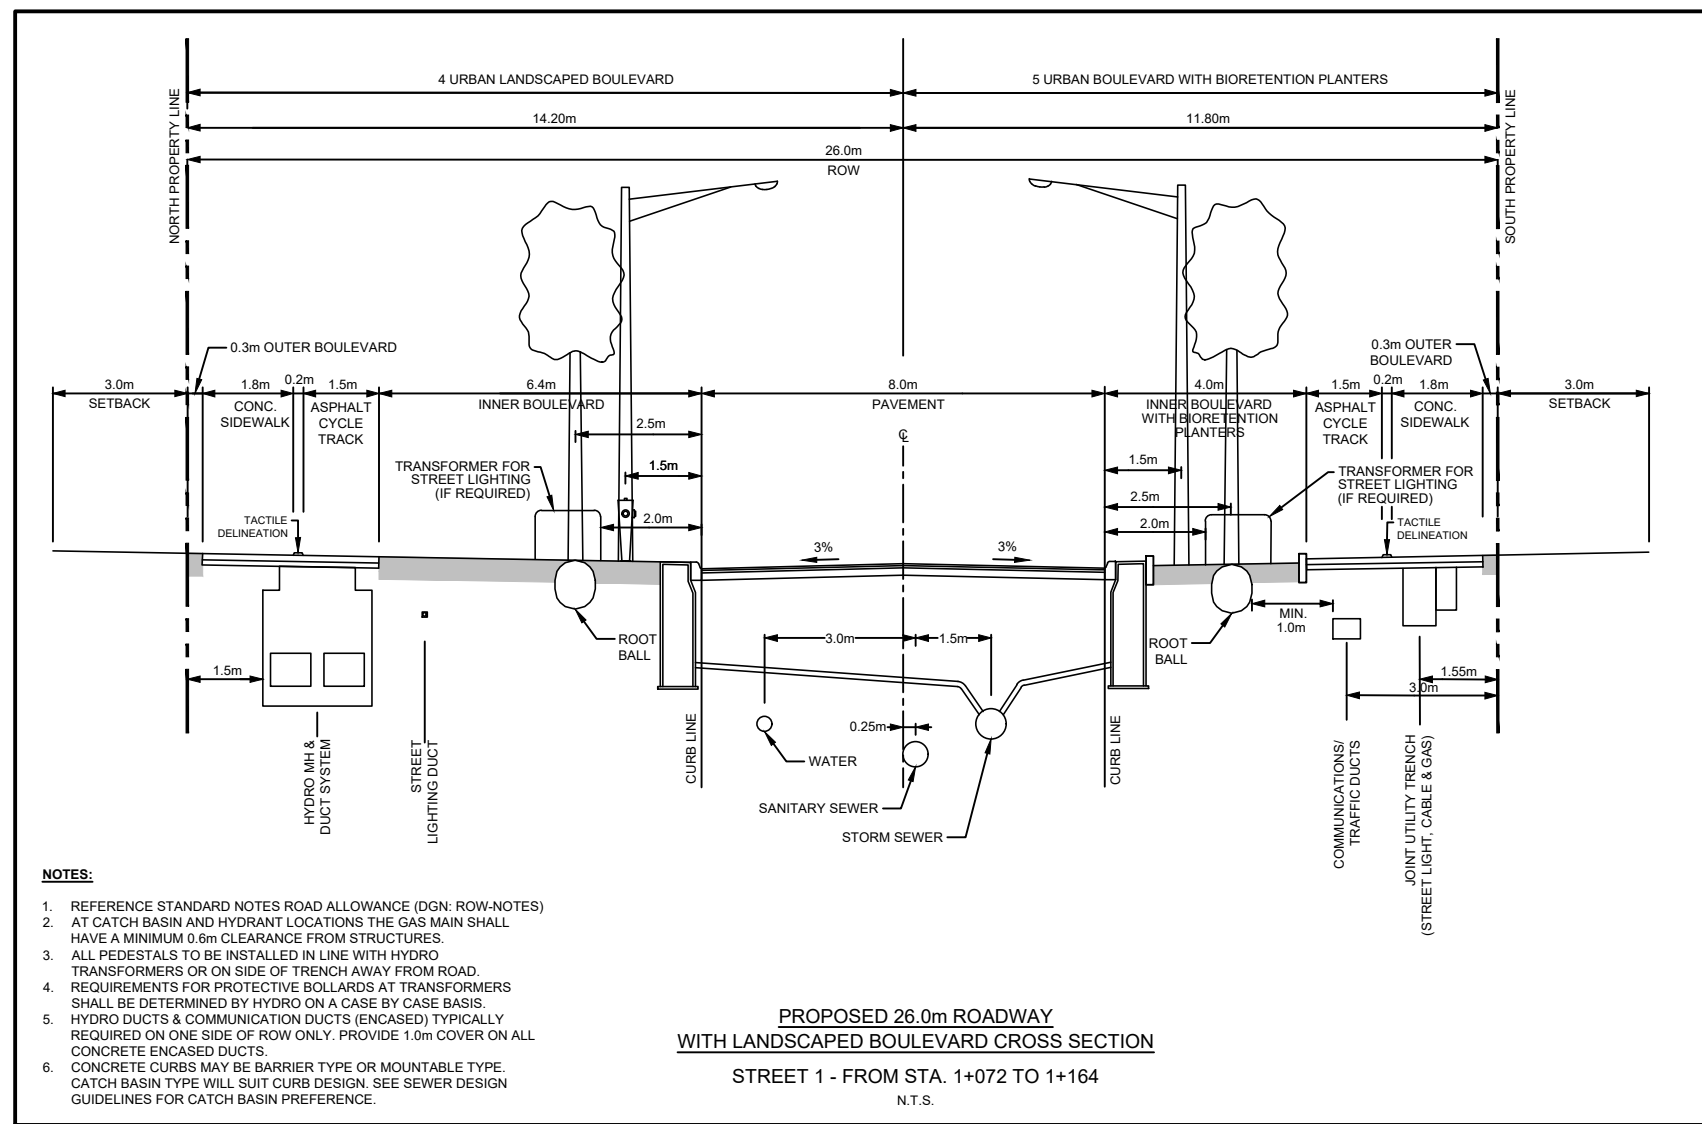 4 URBAN LANDSCAPED BOULEVARD
5 URBAN BOULEVARD WITH BIORETENTION PLANTERS
14.20m
11.80m
26.0m
ROW
NORTH PROPERTY LINE
SOUTH PROPERTY LINE
0.3m OUTER BOULEVARD
0.3m OUTER
BOULEVARD
3.0m
SETBACK
1.8m
CONC.
SIDEWALK
0.2m
1.5m
ASPHALT
CYCLE
TRACK
6.4m
INNER BOULEVARD
8.0m
PAVEMENT
4.0m
INNER BOULEVARD
WITH BIORETENTION
PLANTERS
1.5m
ASPHALT
CYCLE
TRACK
0.2m
1.8m
CONC.
SIDEWALK
3.0m
SETBACK
2.5m
1.5m
2.0m
TRANSFORMER FOR
STREET LIGHTING
(IF REQUIRED)
TACTILE
DELINEATION
℄
1.5m
2.5m
2.0m
TRANSFORMER FOR
STREET LIGHTING
(IF REQUIRED)
TACTILE
DELINEATION
3%
3%
ROOT
BALL
3.0m
1.5m
ROOT
BALL
MIN.
1.0m
1.5m
1.55m
3.0m
0.25m
WATER
SANITARY SEWER
STORM SEWER
HYDRO MH &
DUCT SYSTEM
STREET
LIGHTING DUCT
CURB LINE
CURB LINE
COMMUNICATIONS/
TRAFFIC DUCTS
JOINT UTILITY TRENCH
(STREET LIGHT, CABLE & GAS)
NOTES:
1. REFERENCE STANDARD NOTES ROAD ALLOWANCE (DGN: ROW-NOTES)
2. AT CATCH BASIN AND HYDRANT LOCATIONS THE GAS MAIN SHALL
HAVE A MINIMUM 0.6m CLEARANCE FROM STRUCTURES.
3. ALL PEDESTALS TO BE INSTALLED IN LINE WITH HYDRO
TRANSFORMERS OR ON SIDE OF TRENCH AWAY FROM ROAD.
4. REQUIREMENTS FOR PROTECTIVE BOLLARDS AT TRANSFORMERS
SHALL BE DETERMINED BY HYDRO ON A CASE BY CASE BASIS.
5. HYDRO DUCTS & COMMUNICATION DUCTS (ENCASED) TYPICALLY
REQUIRED ON ONE SIDE OF ROW ONLY. PROVIDE 1.0m COVER ON ALL
CONCRETE ENCASED DUCTS.
6. CONCRETE CURBS MAY BE BARRIER TYPE OR MOUNTABLE TYPE.
CATCH BASIN TYPE WILL SUIT CURB DESIGN. SEE SEWER DESIGN
GUIDELINES FOR CATCH BASIN PREFERENCE.
PROPOSED 26.0m ROADWAY
WITH LANDSCAPED BOULEVARD CROSS SECTION
STREET 1 - FROM STA. 1+072 TO 1+164
N.T.S.